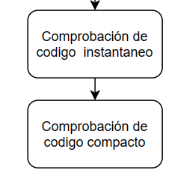 Comprobación de
codigo instantaneo
Comprobación de
codigo compacto